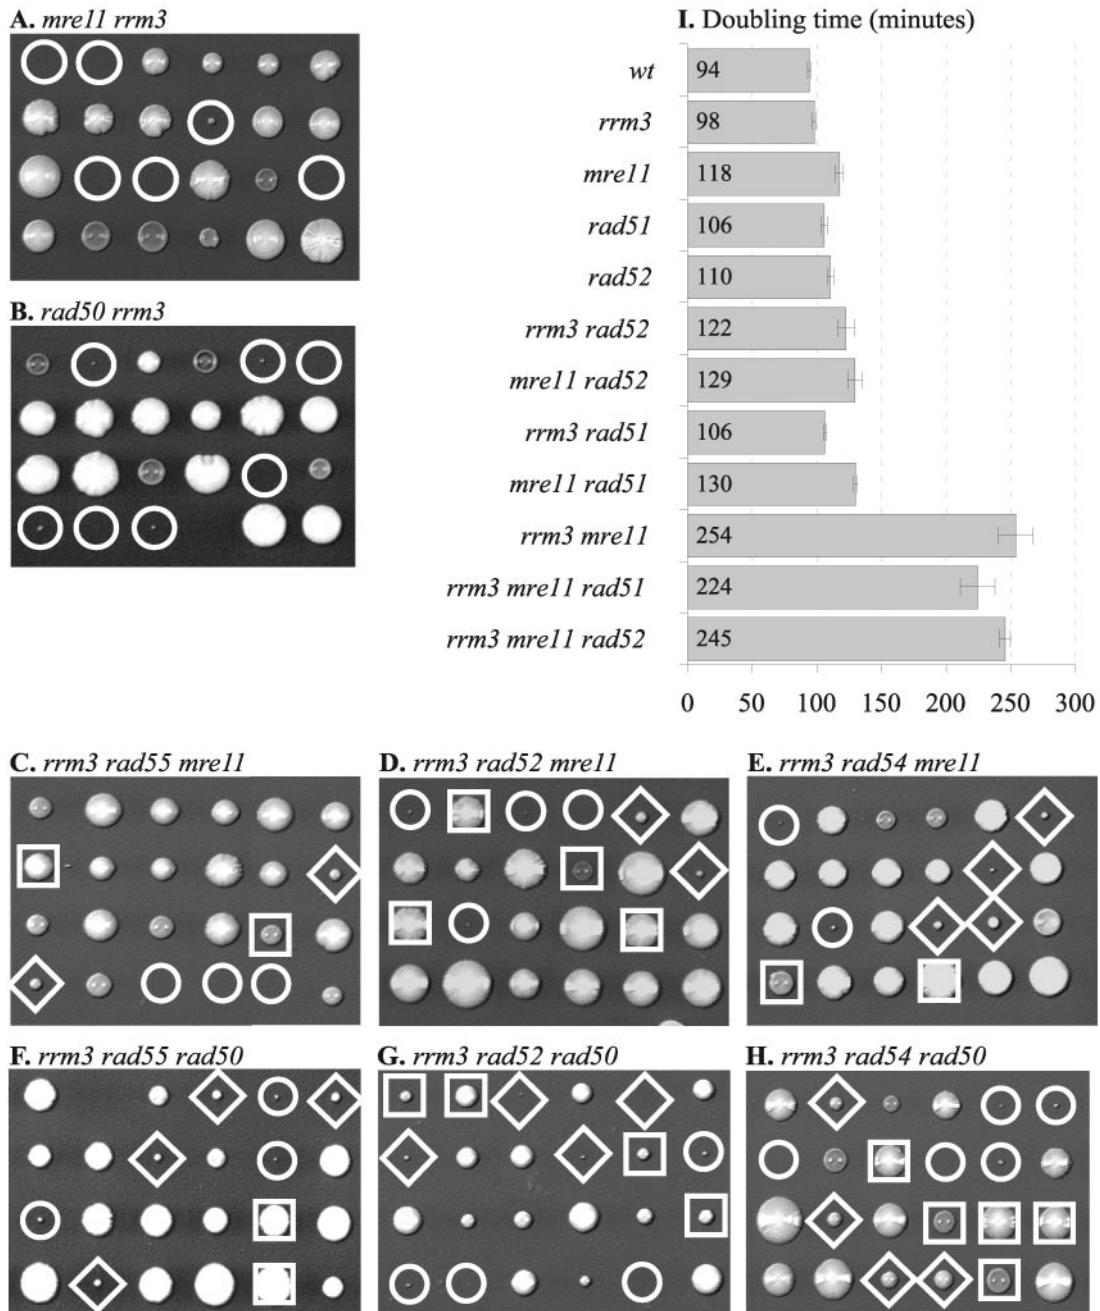 A. mre11 rrm3
B. rad50 rrm3
I. Doubling time (minutes)
wt 94
rrm3 98
mre11 118
rad51 106
rad52 110
rrm3 rad52 122
mre11 rad52 129
rrm3 rad51 106
mre11 rad51 130
rrm3 mre11 254
rrm3 mre11 rad51 224
rrm3 mre11 rad52 245
0 50 100 150 200 250 300
C. rrm3 rad55 mre11
D. rrm3 rad52 mre11
E. rrm3 rad54 mre11
F. rrm3 rad55 rad50
G. rrm3 rad52 rad50
H. rrm3 rad54 rad50